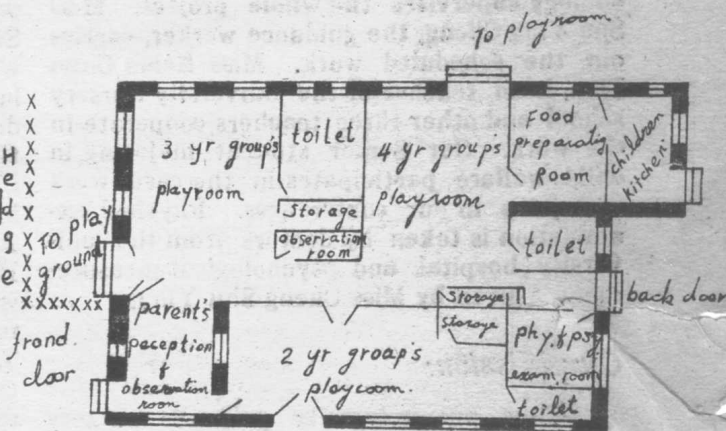 To playroom
3 yr group's
playroom
toilet
4 yr groups
playroom
Food
preparatig
Room
children
kitchen
Storage
observation
room
Hedge
To play
ground
toilet
back door
Storage
storage
phy & psy
exam. room
toilet
parent's
reception
&
observation
room
2 yr group's
playroom.
frond
door